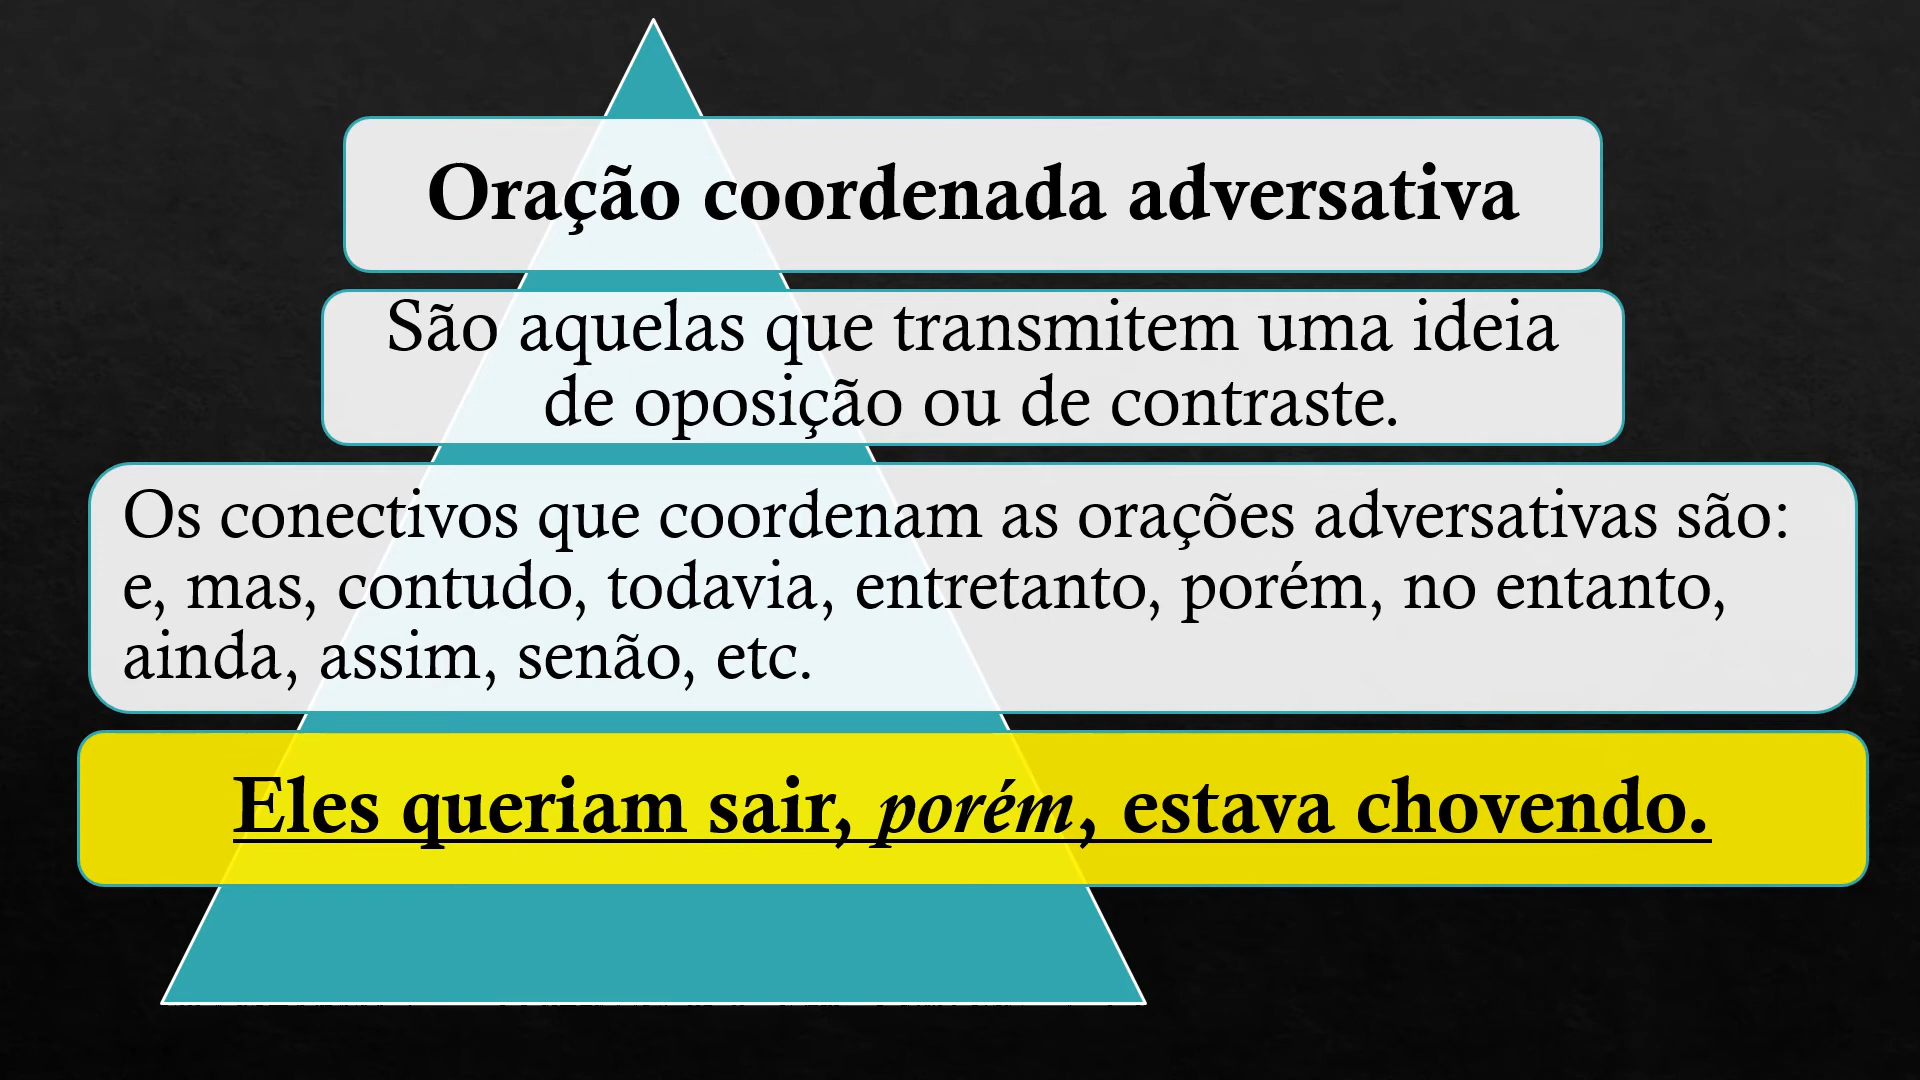 Oração coordenada adversativa
São aquelas que transmitem uma ideia
de oposição ou de contraste.
Os conectivos que coordenam as orações adversativas são:
e, mas, contudo, todavia, entretanto, porém, no entanto,
ainda, assim, senão, etc.
Eles queriam sair, porém, estava chovendo.